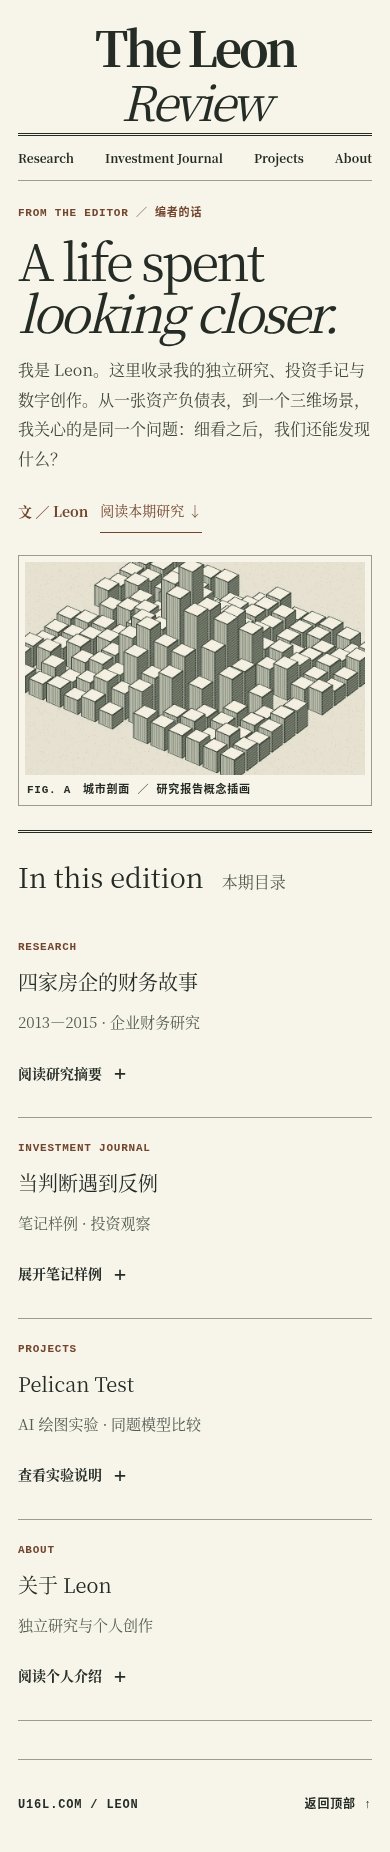 The Leon
Review
Research Investment Journal Projects About
FROM THE EDITOR ／ 编者的话
A life spent
looking closer.
我是 Leon。这里收录我的独立研究、投资手记与
数字创作。从一张资产负债表，到一个三维场景，
我关心的是同一个问题：细看之后，我们还能发现
什么？
文 ／ Leon 阅读本期研究 ↓
FIG. A 城市剖面 ／ 研究报告概念插画
In this edition 本期目录
RESEARCH
四家房企的财务故事
2013—2015 · 企业财务研究
阅读研究摘要 +
INVESTMENT JOURNAL
当判断遇到反例
笔记样例 · 投资观察
展开笔记样例 +
PROJECTS
Pelican Test
AI 绘图实验 · 同题模型比较
查看实验说明 +
ABOUT
关于 Leon
独立研究与个人创作
阅读个人介绍 +
U16L.COM / LEON 返回顶部 ↑